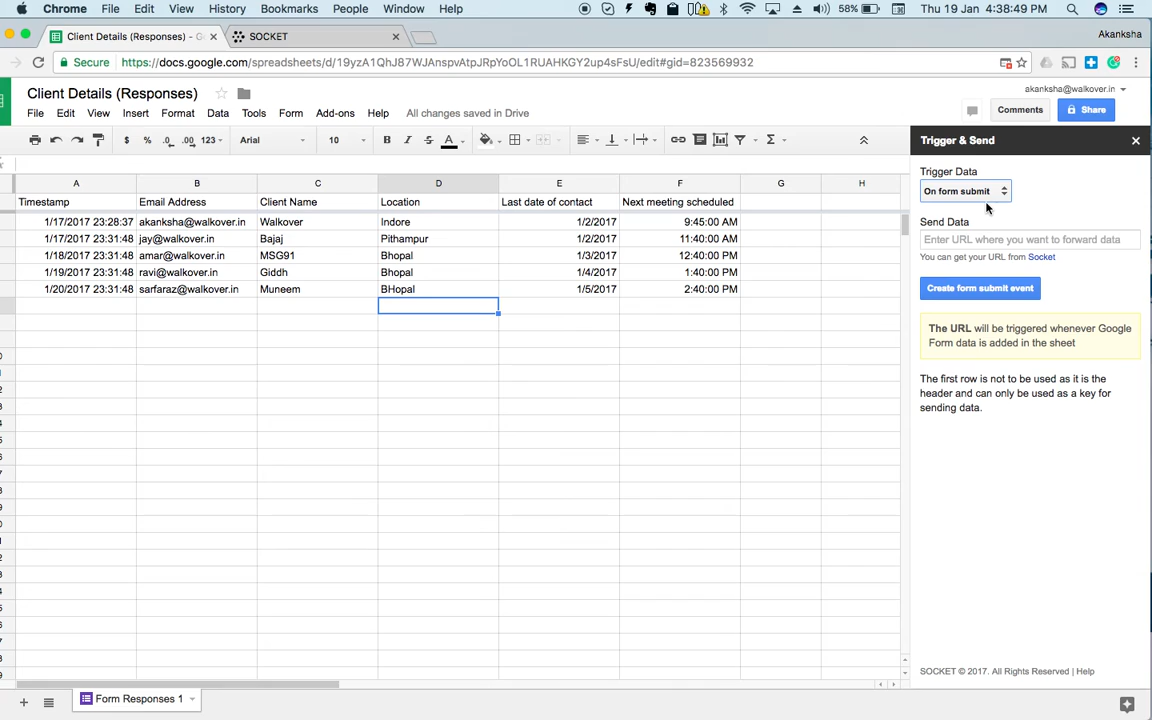 Chrome File Edit View History Bookmarks People Window Help 58% Thu 19 Jan 4:38:49 PM
Client Details (Responses) - G SOCKET Akanksha
Secure https://docs.google.com/spreadsheets/d/19yzA1QhJ87WJAnspvAtpJRpYoOL1RUAHKGY2up4sFsU/edit#gid=823569932
Client Details (Responses) akanksha@walkover.in
File Edit View Insert Format Data Tools Form Add-ons Help All changes saved in Drive Comments Share
$ % .0 .00 123 Arial 10 B I S A Σ
Trigger & Send
A B C D E F G H
Timestamp Email Address Client Name Location Last date of contact Next meeting scheduled
1/17/2017 23:28:37 akanksha@walkover.in Walkover Indore 1/2/2017 9:45:00 AM
1/17/2017 23:31:48 jay@walkover.in Bajaj Pithampur 1/2/2017 11:40:00 AM
1/18/2017 23:31:48 amar@walkover.in MSG91 Bhopal 1/3/2017 12:40:00 PM
1/19/2017 23:31:48 ravi@walkover.in Giddh Bhopal 1/4/2017 1:40:00 PM
1/20/2017 23:31:48 sarfaraz@walkover.in Muneem BHopal 1/5/2017 2:40:00 PM
Trigger Data
On form submit
Send Data
Enter URL where you want to forward data
You can get your URL from Socket
Create form submit event
The URL will be triggered whenever Google
Form data is added in the sheet
The first row is not to be used as it is the
header and can only be used as a key for
sending data.
SOCKET © 2017. All Rights Reserved | Help
Form Responses 1